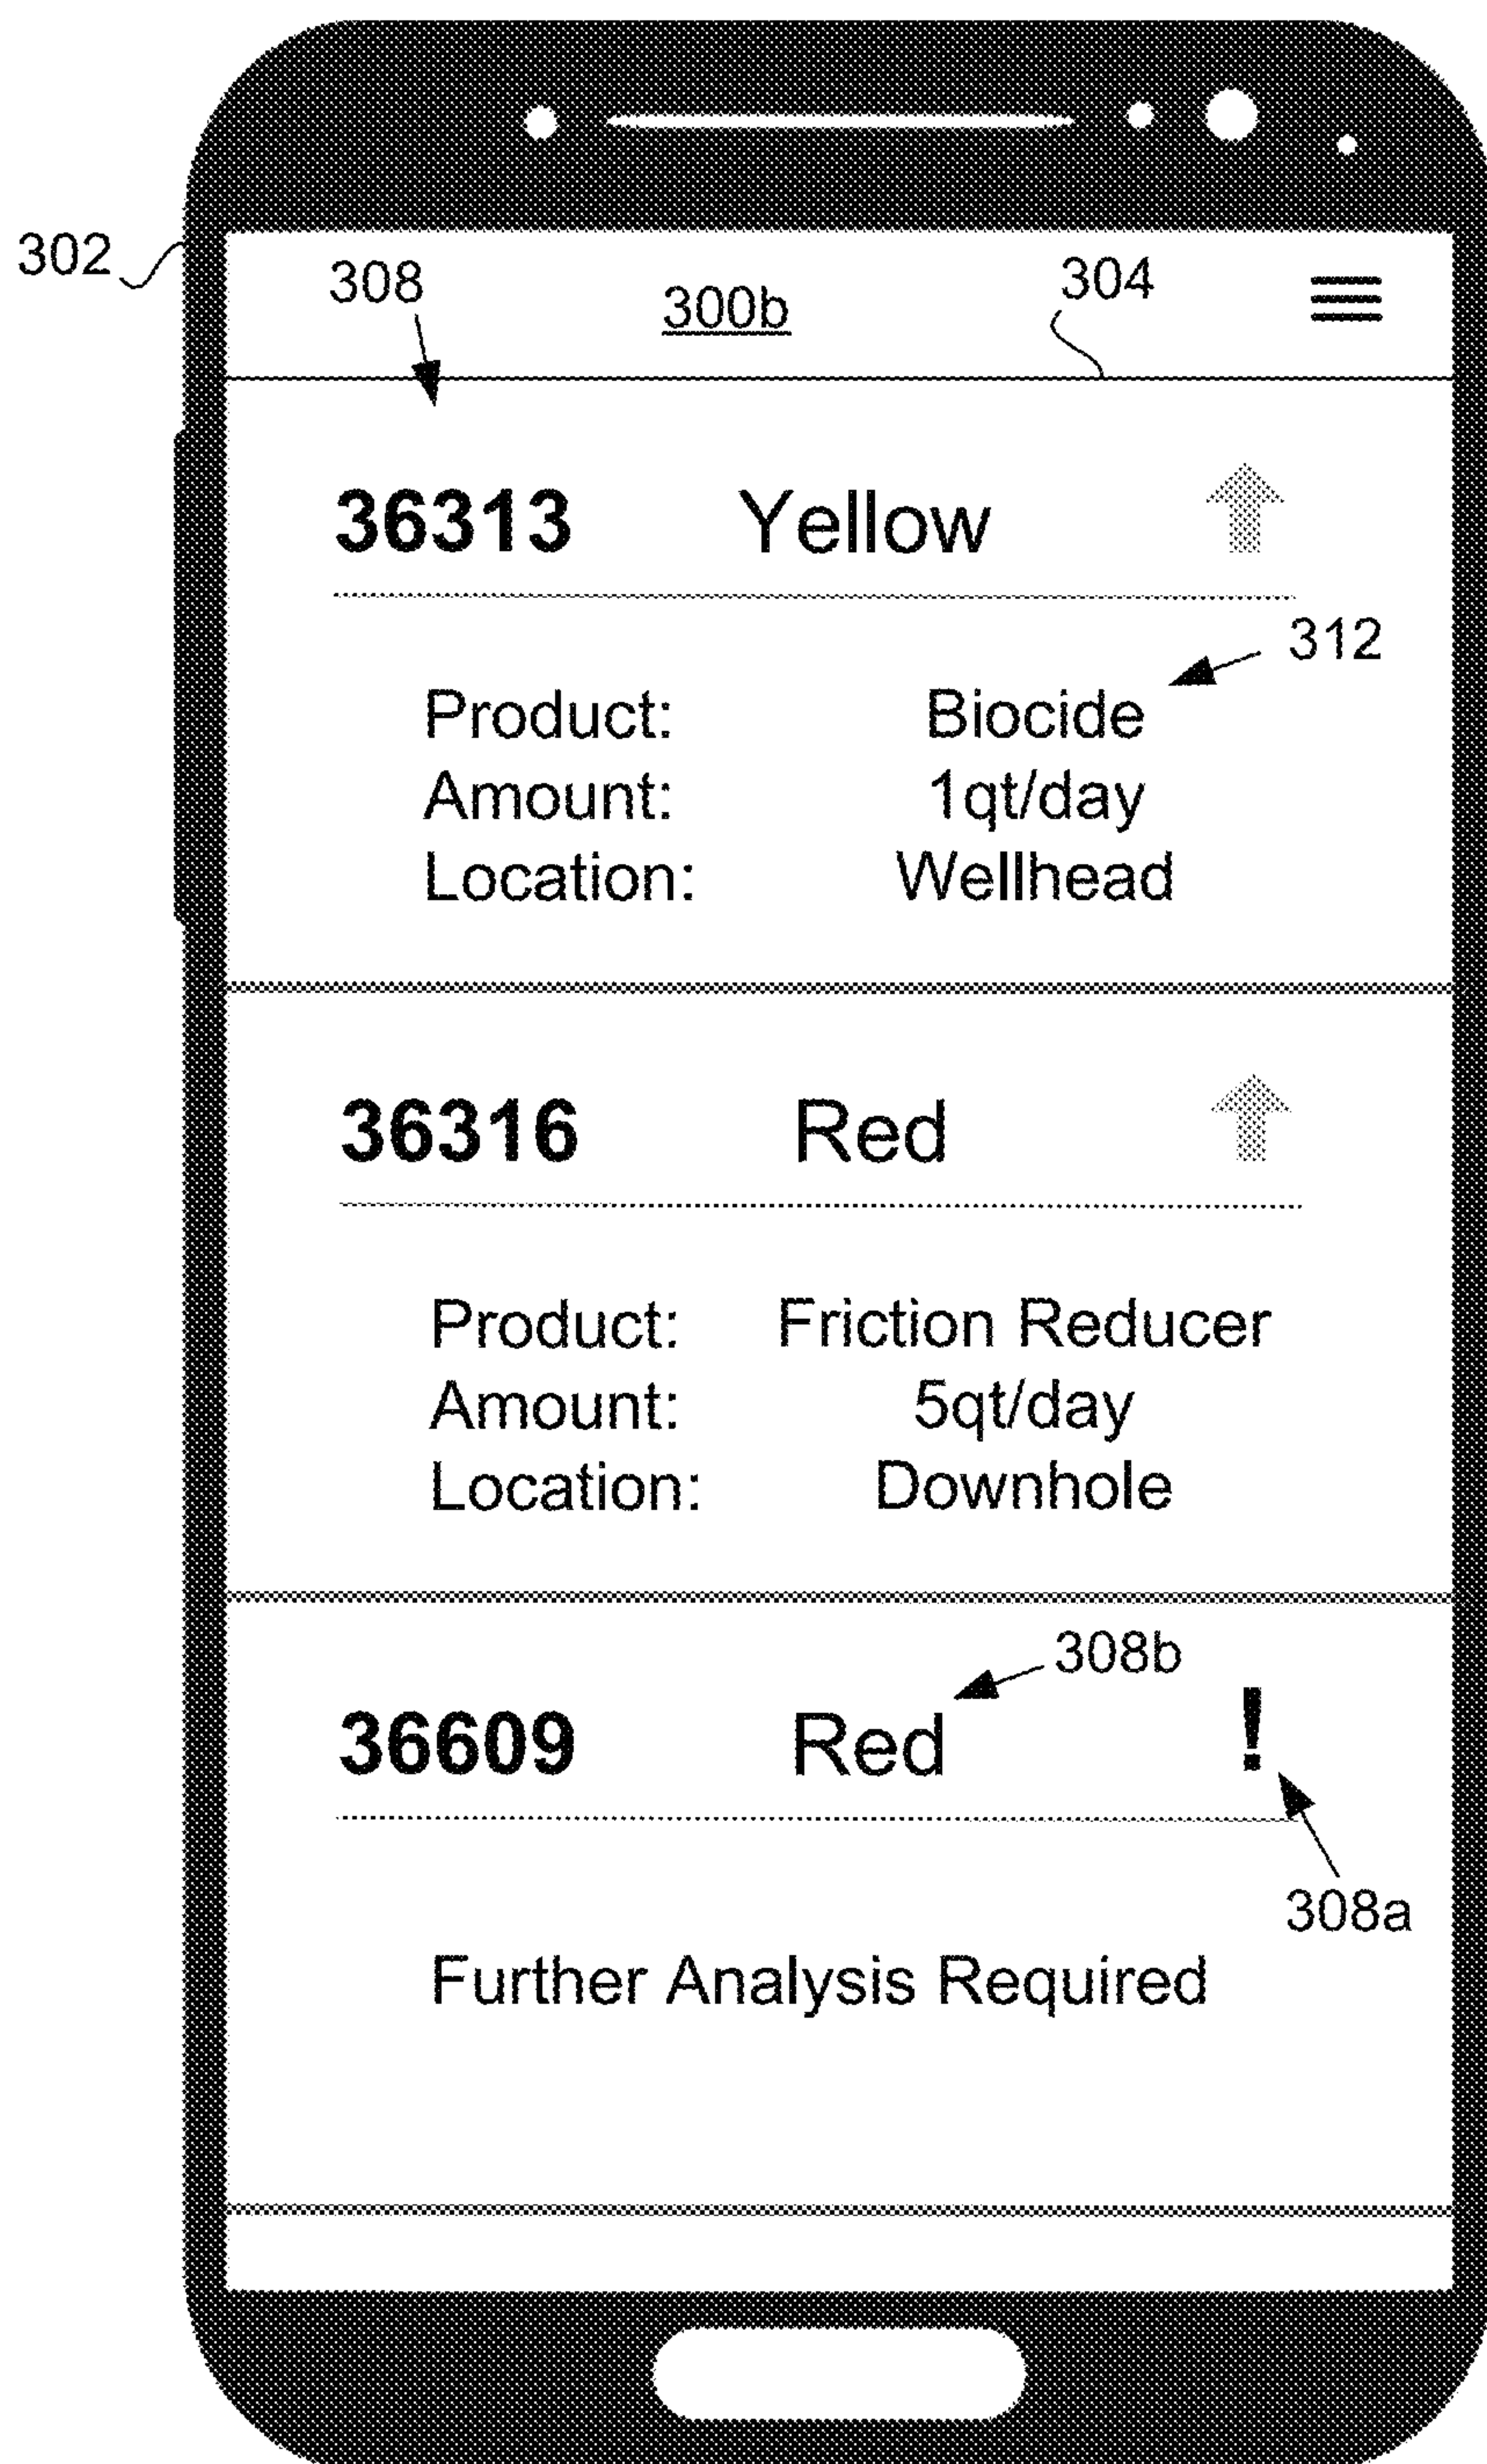 302
308
300b
304
36313 Yellow
312
Product: Biocide
Amount: 1qt/day
Location: Wellhead
36316 Red
Product: Friction Reducer
Amount: 5qt/day
Location: Downhole
308b
36609 Red !
308a
Further Analysis Required